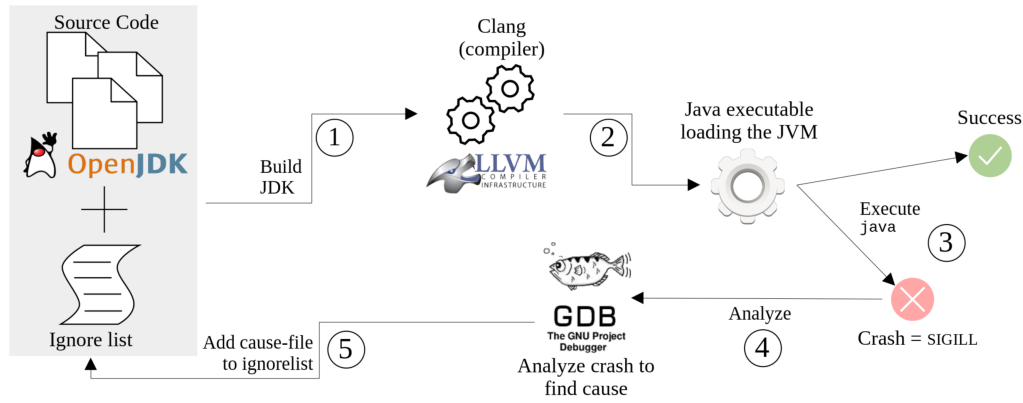 Source Code
OpenJDK
Ignore list
1
Build
JDK
Clang
(compiler)
LLVM
COMPILER
INFRASTRUCTURE
2
Java executable
loading the JVM
Success
Execute
java
3
Crash = SIGILL
Analyze
4
GDB
The GNU Project
Debugger
Analyze crash to
find cause
Add cause-file
to ignorelist
5